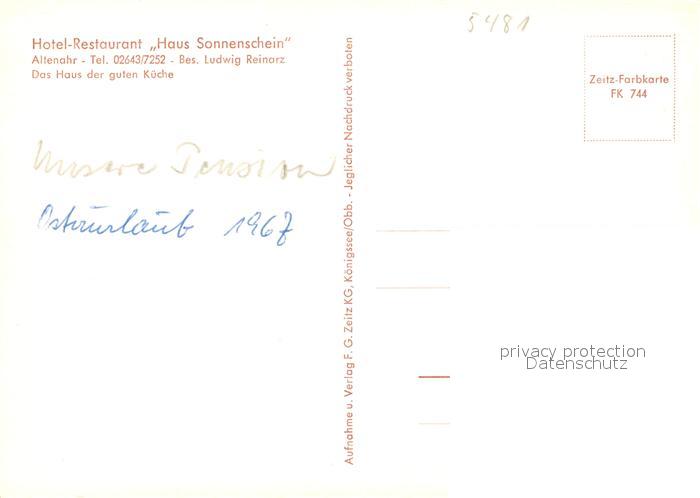 5481
Hotel-Restaurant „Haus Sonnenschein“
Altenahr - Tel. 02643/7252 - Bes. Ludwig Reinarz
Das Haus der guten Küche
Unsere Pension
Osterurlaub 1967
Aufnahme u. Verlag F. G. Zeitz KG, Königssee/Obb. - Jeglicher Nachdruck verboten
Zeitz-Farbkarte
FK 744
privacy protection
Datenschutz